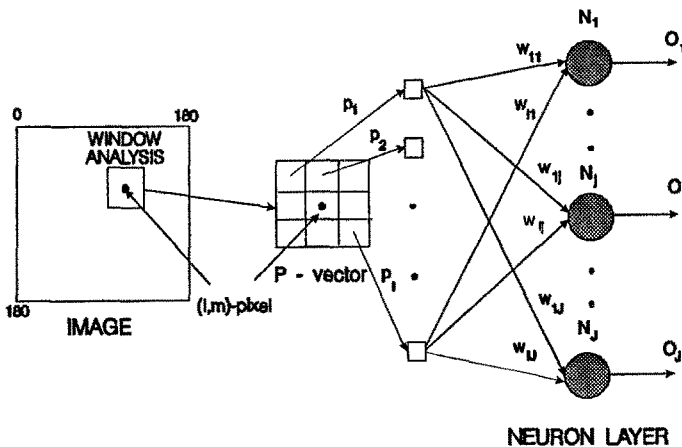 N1
O1
w11
wI1
0
180
pI
p2
WINDOW
ANALYSIS
w1j
Nj
O
wIj
P - vector
pI
(l,m)-pixel
w1J
NJ
180
IMAGE
wIJ
OJ
NEURON LAYER